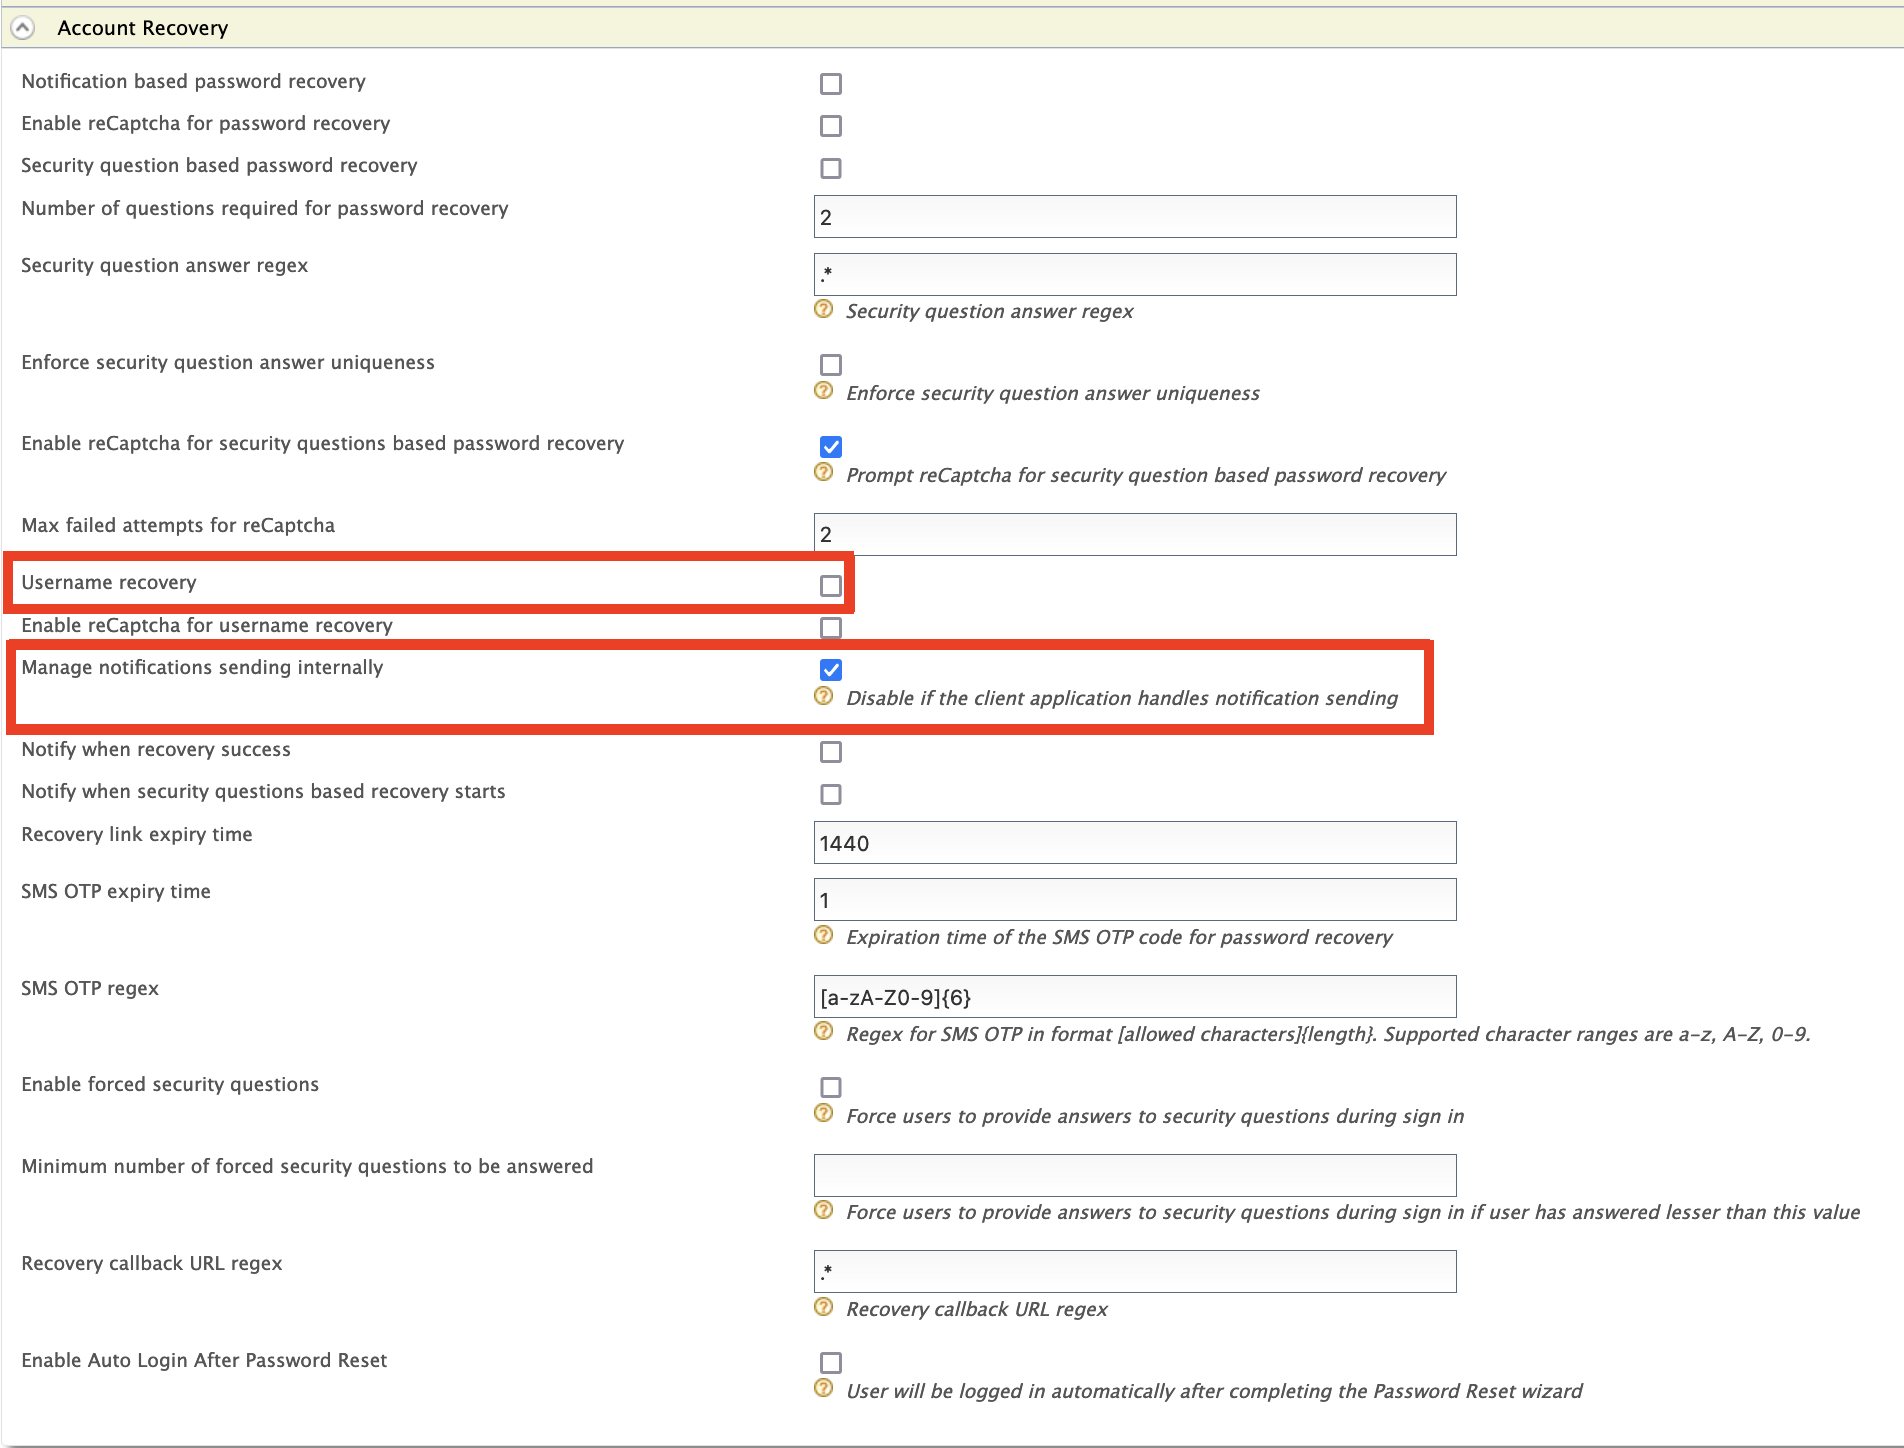 Account Recovery
Notification based password recovery
Enable reCaptcha for password recovery
Security question based password recovery
Number of questions required for password recovery
2
Security question answer regex
.*
Security question answer regex
Enforce security question answer uniqueness
Enforce security question answer uniqueness
Enable reCaptcha for security questions based password recovery
Prompt reCaptcha for security question based password recovery
Max failed attempts for reCaptcha
2
Username recovery
Enable reCaptcha for username recovery
Manage notifications sending internally
Disable if the client application handles notification sending
Notify when recovery success
Notify when security questions based recovery starts
Recovery link expiry time
1440
SMS OTP expiry time
1
Expiration time of the SMS OTP code for password recovery
SMS OTP regex
[a-zA-Z0-9]{6}
Regex for SMS OTP in format [allowed characters]{length}. Supported character ranges are a-z, A-Z, 0-9.
Enable forced security questions
Force users to provide answers to security questions during sign in
Minimum number of forced security questions to be answered
Force users to provide answers to security questions during sign in if user has answered lesser than this value
Recovery callback URL regex
.*
Recovery callback URL regex
Enable Auto Login After Password Reset
User will be logged in automatically after completing the Password Reset wizard